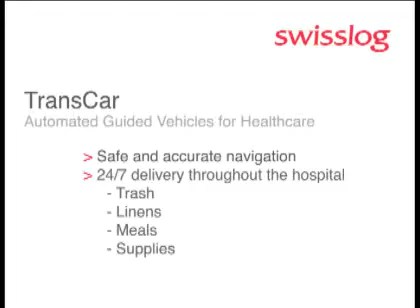 swisslog
TransCar
Automated Guided Vehicles for Healthcare
> Safe and accurate navigation
> 24/7 delivery throughout the hospital
- Trash
- Linens
- Meals
- Supplies